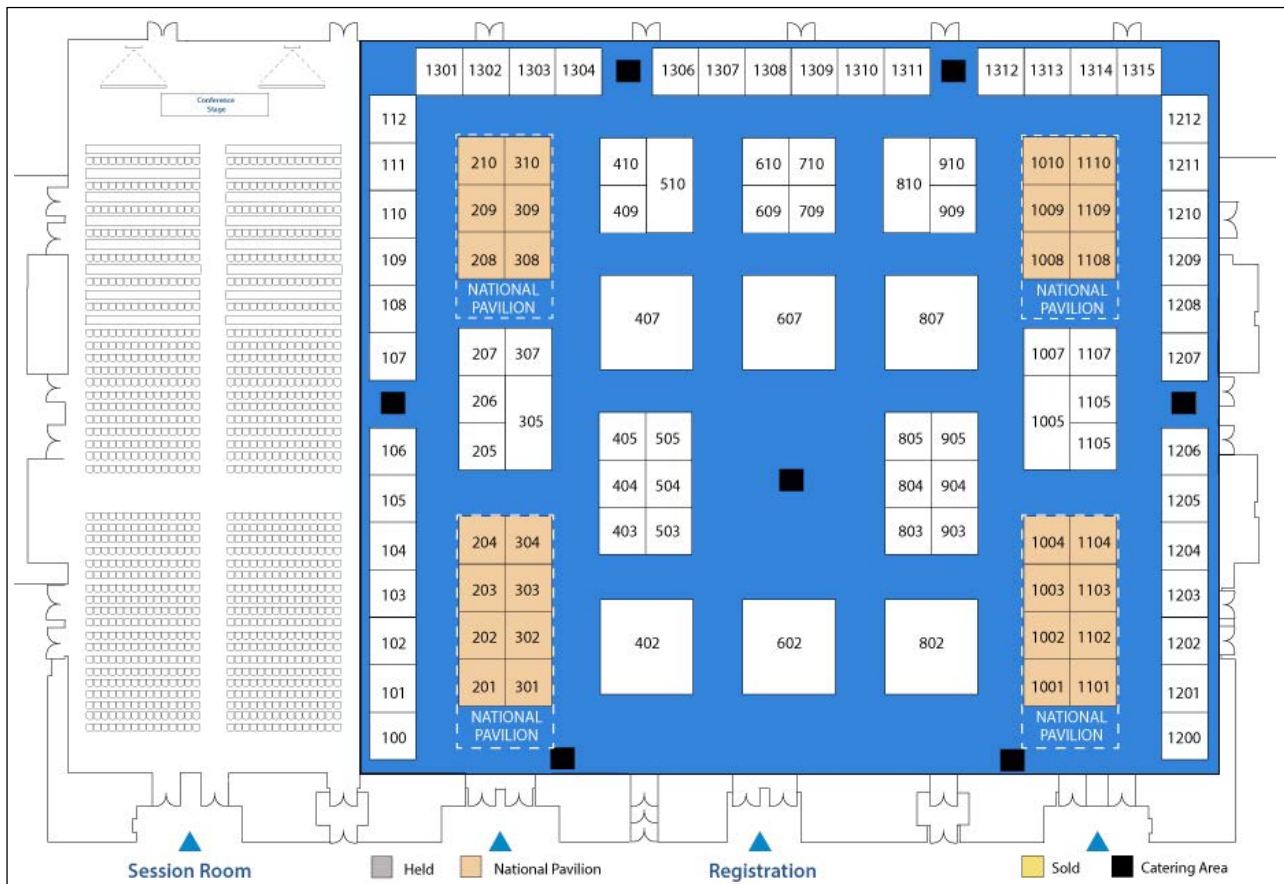 1301 1302 1303 1304 1306 1307 1308 1309 1310 1311 1312 1313 1314 1315
Conference
Stage
112 1212
111 210 310 410 510 610 710 810 910 1010 1110 1211
110 209 309 409 609 709 909 1009 1109 1210
109 208 308 1008 1108 1209
NATIONAL
PAVILION
NATIONAL
PAVILION
108 407 607 807 1208
107 207 307 1007 1107 1207
206 305 1005 1105
205 1105
106 405 505 805 905 1206
105 404 504 804 904 1205
104 204 304 403 503 803 903 1004 1104 1204
103 203 303 1003 1103 1203
102 202 302 402 602 802 1002 1102 1202
101 201 301 1001 1101 1201
100 1200
NATIONAL
PAVILION
NATIONAL
PAVILION
Session Room Held National Pavilion Registration Sold Catering Area